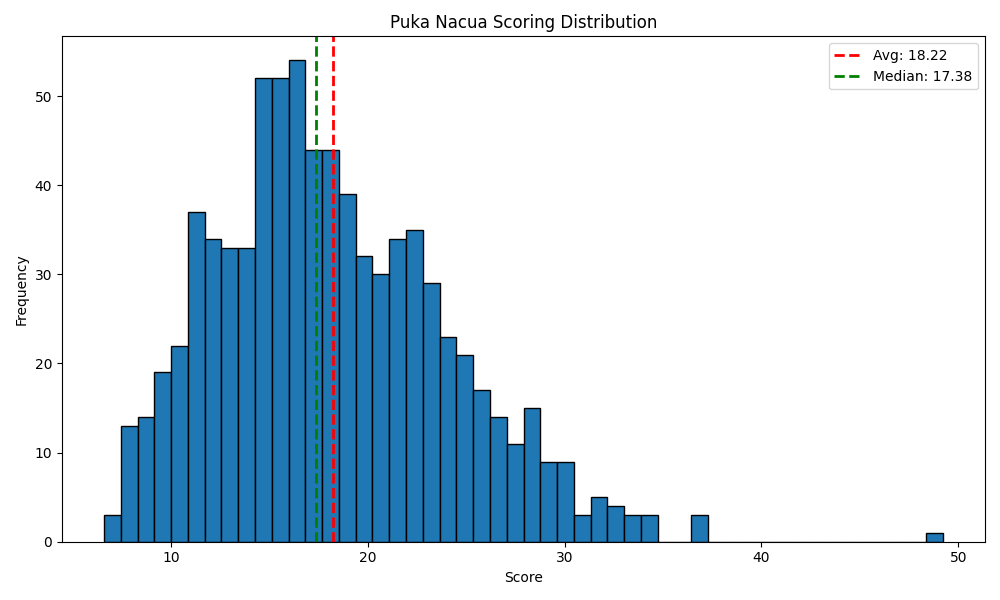 Puka Nacua Scoring Distribution
Avg: 18.22
Median: 17.38
Frequency
50
40
30
20
10
0
10 20 30 40 50
Score